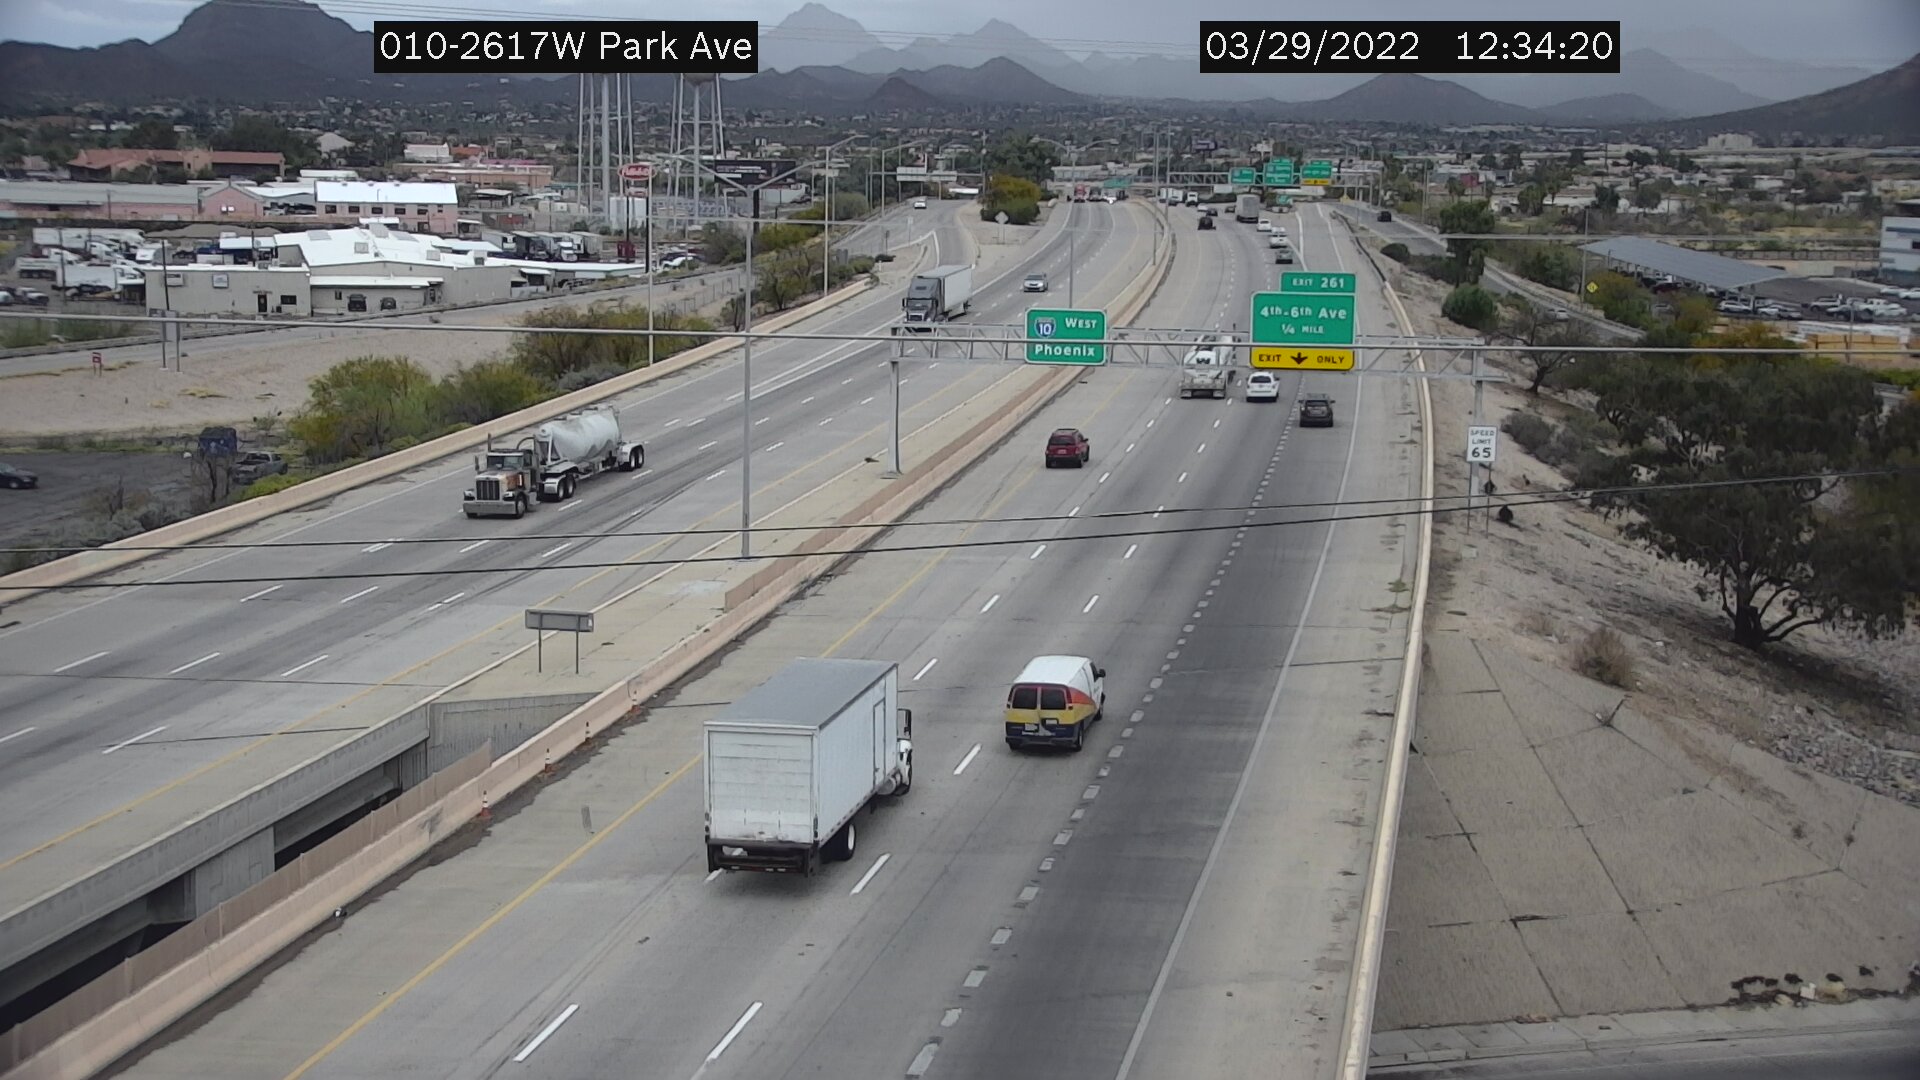 010-2617W Park Ave
03/29/2022 12:34:20
EXIT 261
4th-6th Ave
1/4 MILE
EXIT ONLY
10 WEST
Phoenix
SPEED
LIMIT
65